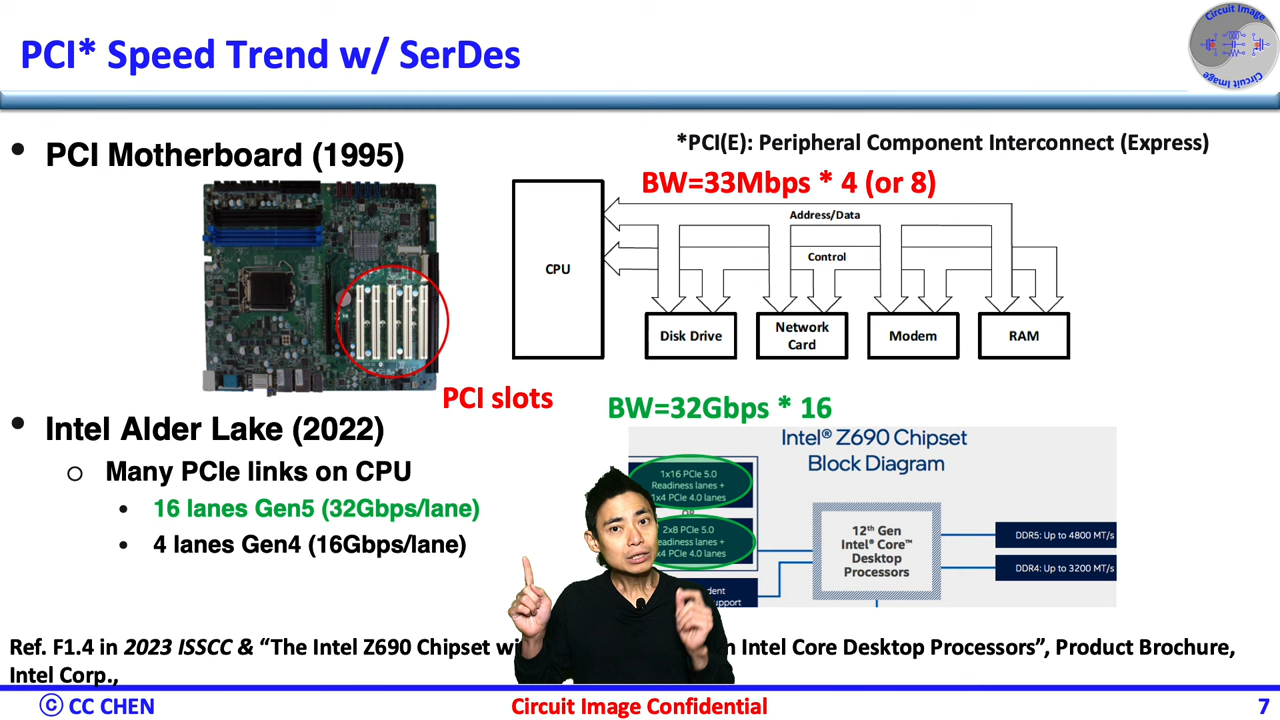 PCI* Speed Trend w/ SerDes
Circuit Image
Circuit Image
• PCI Motherboard (1995)
*PCI(E): Peripheral Component Interconnect (Express)
BW=33Mbps * 4 (or 8)
Address/Data
Control
CPU
Disk Drive
Network
Card
Modem
RAM
PCI slots
• Intel Alder Lake (2022)
o Many PCIe links on CPU
• 16 lanes Gen5 (32Gbps/lane)
• 4 lanes Gen4 (16Gbps/lane)
BW=32Gbps * 16
Intel® Z690 Chipset
Block Diagram
1x16 PCIe 5.0
Readiness lanes +
1x4 PCIe 4.0 lanes
OR
2x8 PCIe 5.0
lanes +
PCIe 4.0 lanes
support
12th Gen
Intel® Core™
Desktop
Processors
DDR5: Up to 4800 MT/s
DDR4: Up to 3200 MT/s
Ref. F1.4 in 2023 ISSCC & “The Intel Z690 Chipset Intel Core Desktop Processors”, Product Brochure,
Intel Corp.,
© CC CHEN
Circuit Image Confidential
7